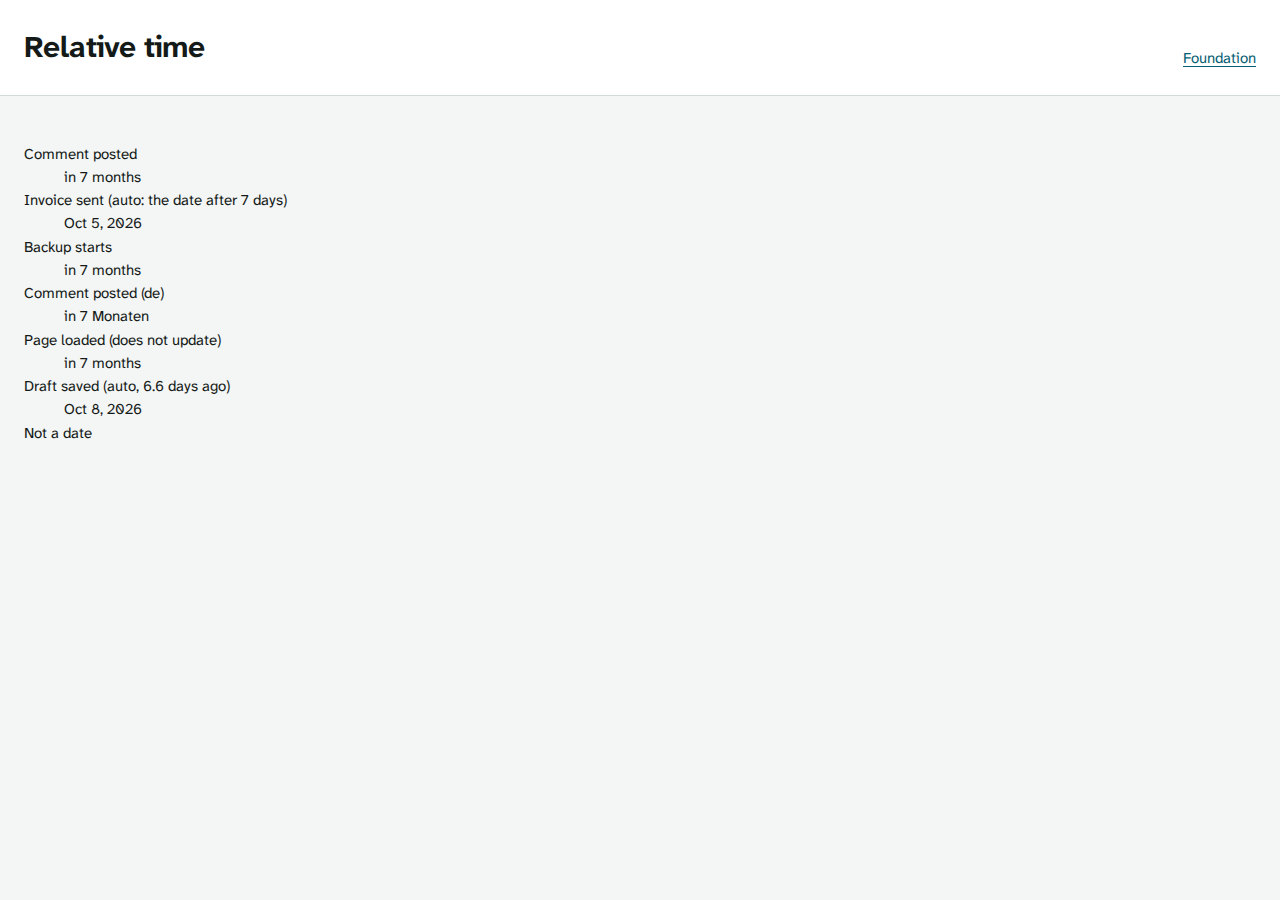 Relative time
Foundation
Comment posted
in 7 months
Invoice sent (auto: the date after 7 days)
Oct 5, 2026
Backup starts
in 7 months
Comment posted (de)
in 7 Monaten
Page loaded (does not update)
in 7 months
Draft saved (auto, 6.6 days ago)
Oct 8, 2026
Not a date